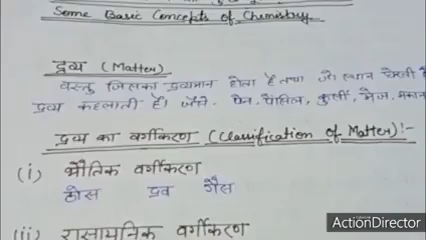 Some Basic Concepts of Chemistry
द्रव्य (Matter)
वस्तु जिसका द्रव्यमान होता है तथा जो स्थान घेरती है
द्रव्य कहलाती है। जैसे पेन, पेंसिल, कुर्सी, मेज, मकान
द्रव्य का वर्गीकरण (Classification of Matter):-
(i) भौतिक वर्गीकरण
ठोस द्रव गैस
(ii) रासायनिक वर्गीकरण
ActionDirector